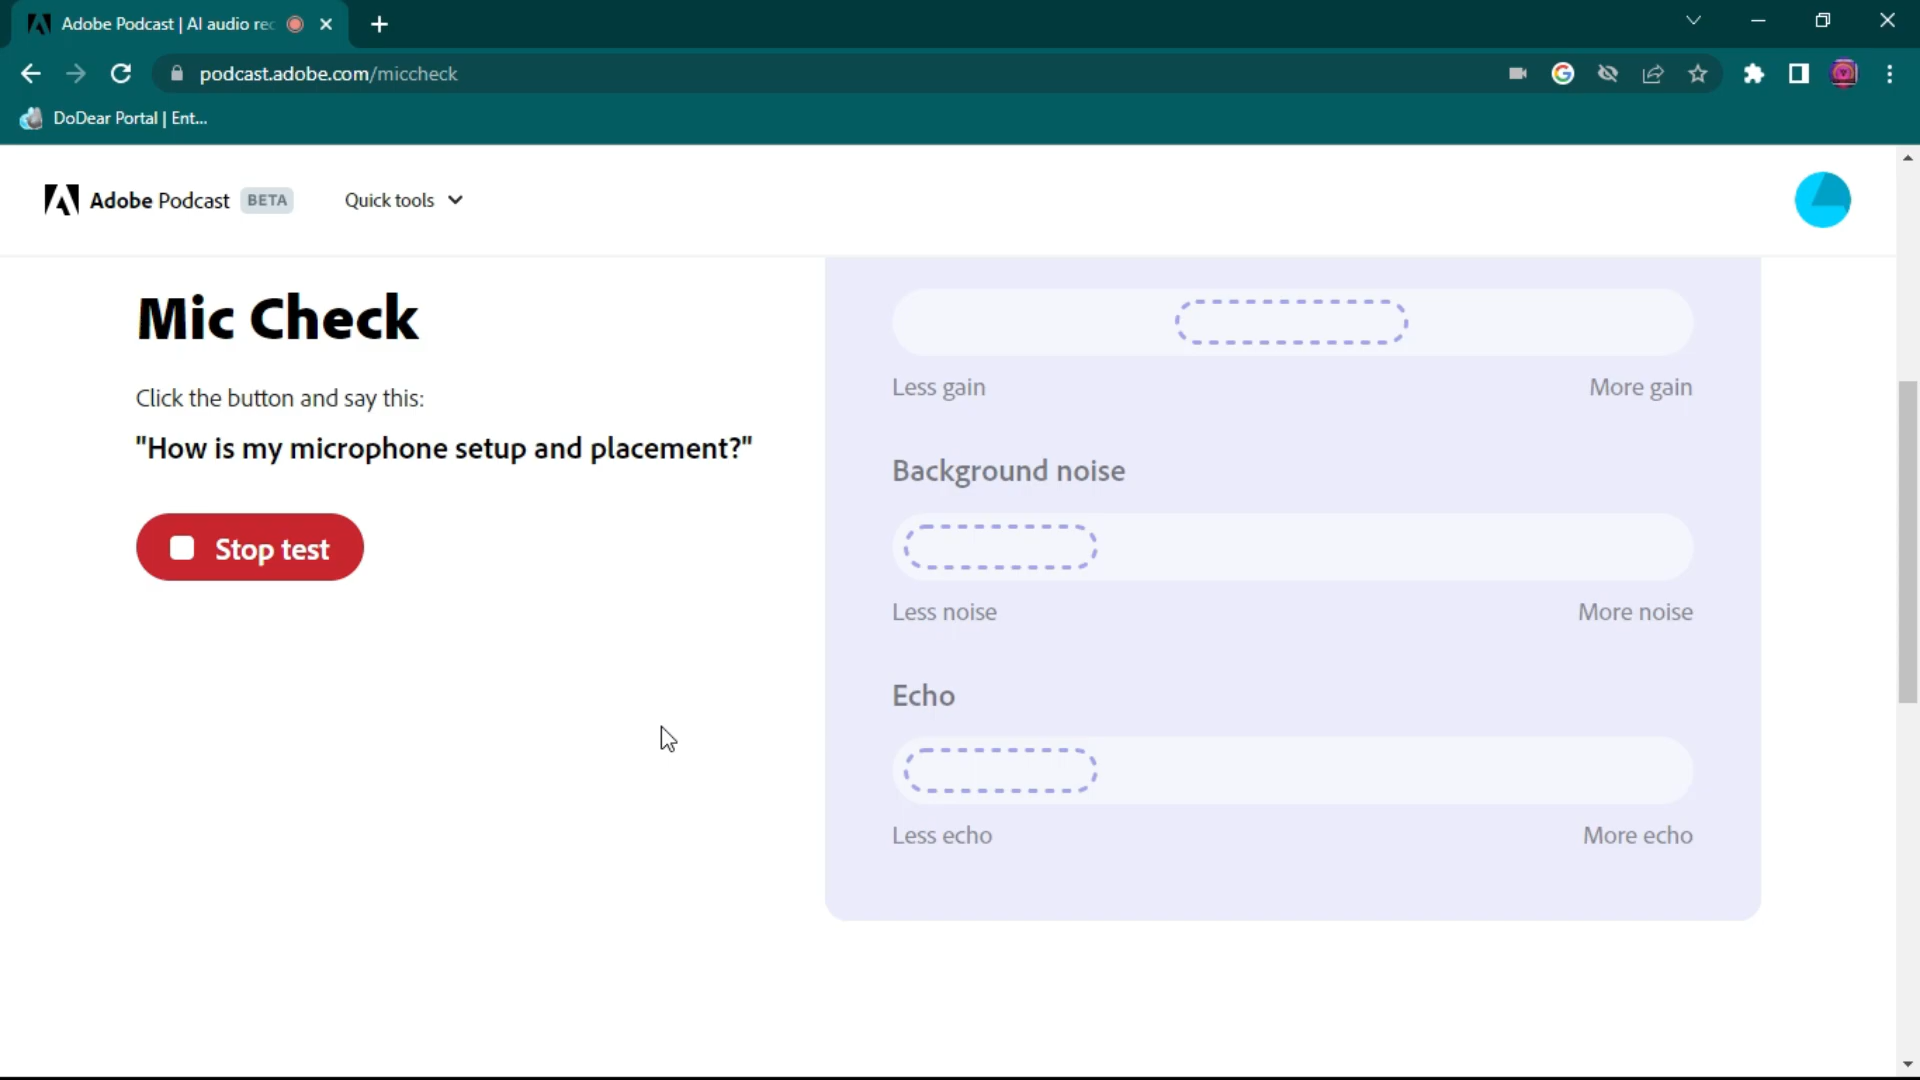 Adobe Podcast | AI audio rec
podcast.adobe.com/miccheck
DoDear Portal | Ent...
Adobe Podcast BETA
Quick tools
Mic Check
Click the button and say this:
"How is my microphone setup and placement?"
Stop test
Less gain
More gain
Background noise
Less noise
More noise
Echo
Less echo
More echo